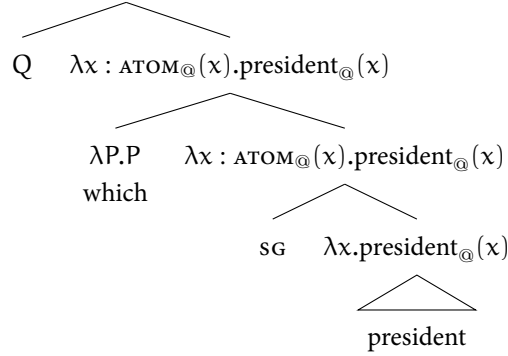 Q λx : ATOM@(x).president@(x)
λP.P λx : ATOM@(x).president@(x)
which
SG λx.president@(x)
president